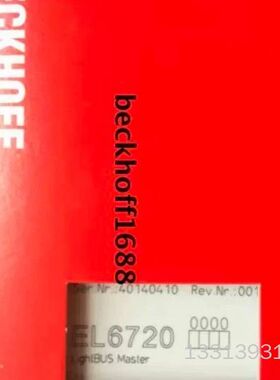 ECKHOFF
beckhoff1688
Ser.Nr.:40140410 Rev.Nr.:001
EL6720
0000
LightBUS Master
13313931